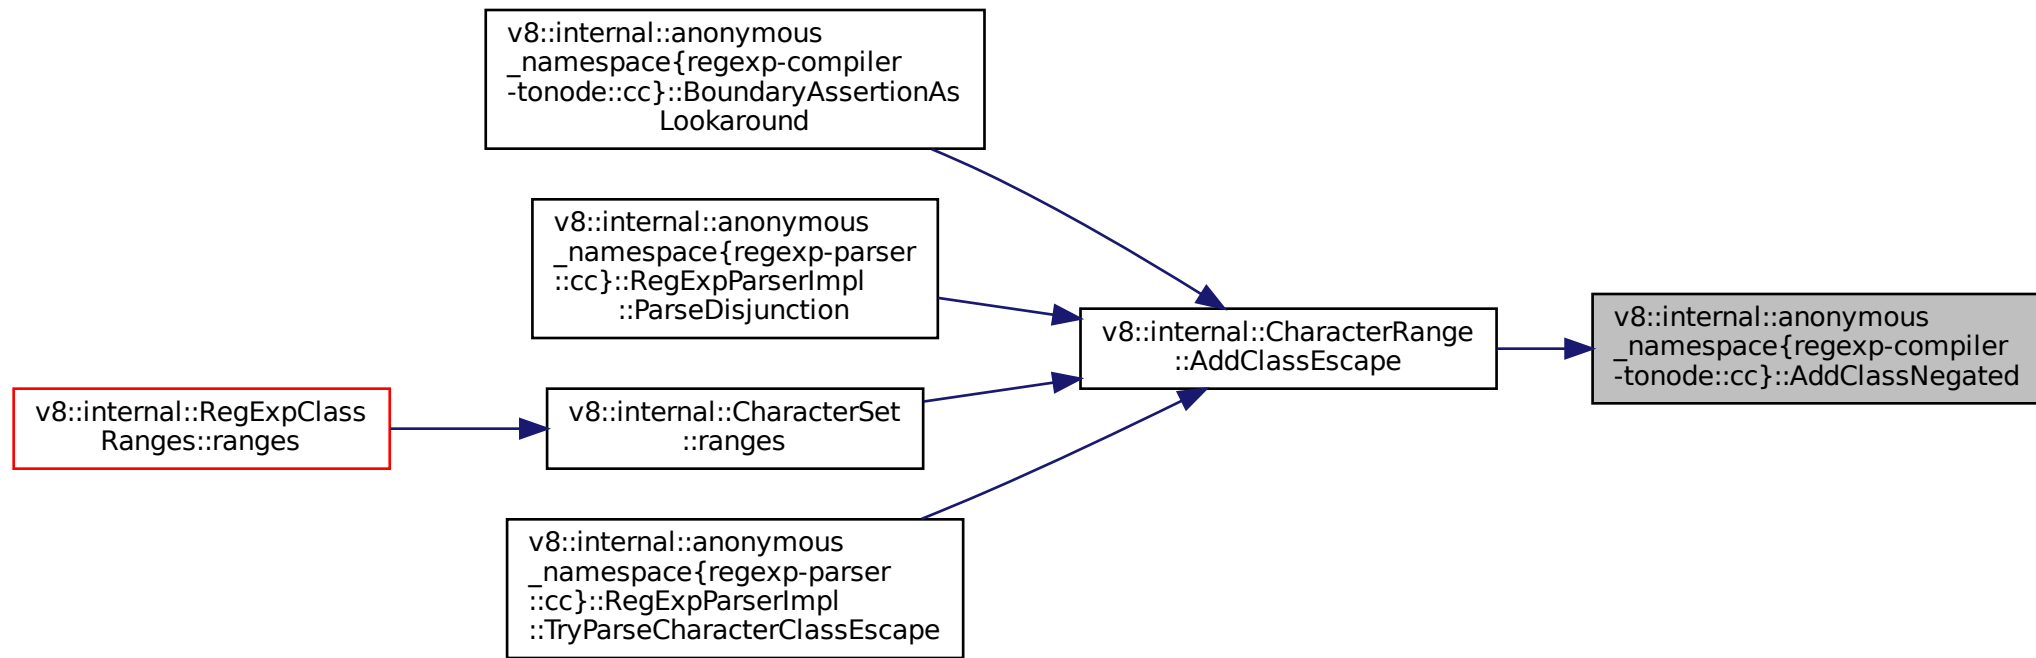 v8::internal::anonymous
_namespace{regexp-compiler
-tonode::cc}::BoundaryAssertionAs
Lookaround
v8::internal::anonymous
_namespace{regexp-parser
::cc}::RegExpParserImpl
::ParseDisjunction
v8::internal::RegExpClass
Ranges::ranges
v8::internal::CharacterSet
::ranges
v8::internal::anonymous
_namespace{regexp-parser
::cc}::RegExpParserImpl
::TryParseCharacterClassEscape
v8::internal::CharacterRange
::AddClassEscape
v8::internal::anonymous
_namespace{regexp-compiler
-tonode::cc}::AddClassNegated